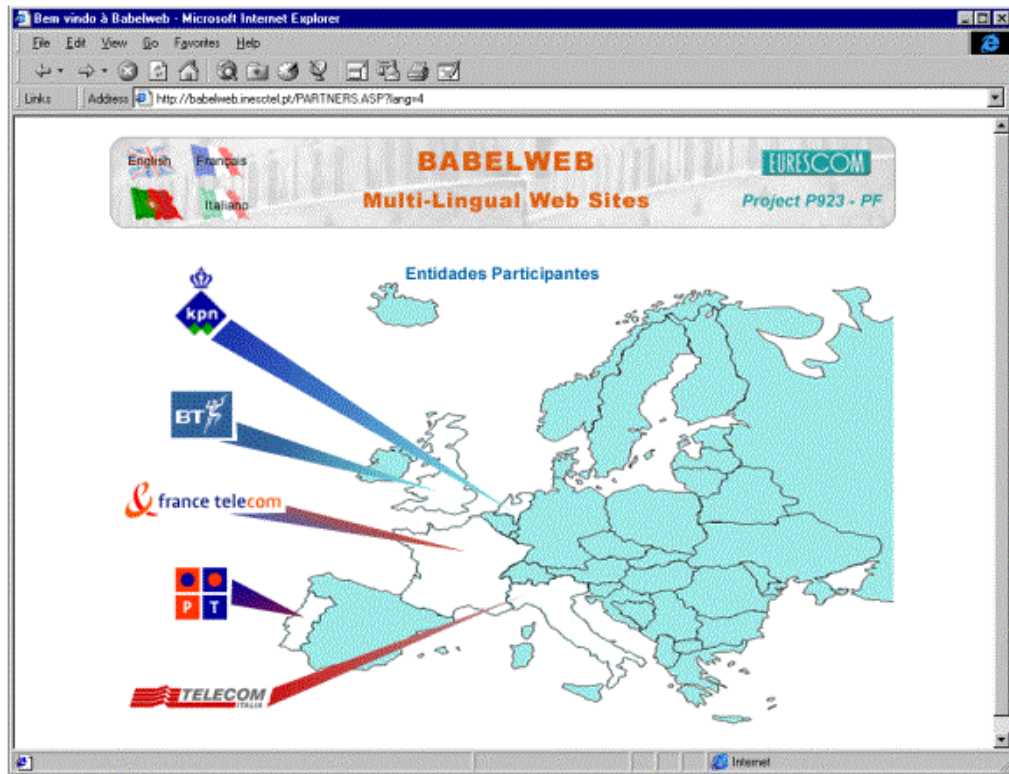 Bem vindo à Babelweb - Microsoft Internet Explorer
File Edit View Go Favorites Help
Links Address http://babelweb.inesctel.pt/PARTNERS.ASP?lang=4
English Français
Italiano
BABELWEB
Multi-Lingual Web Sites
EURESCOM
Project P923 - PF
Entidades Participantes
kpn
BT
france telecom
P T
TELECOM
ITALIA
Internet